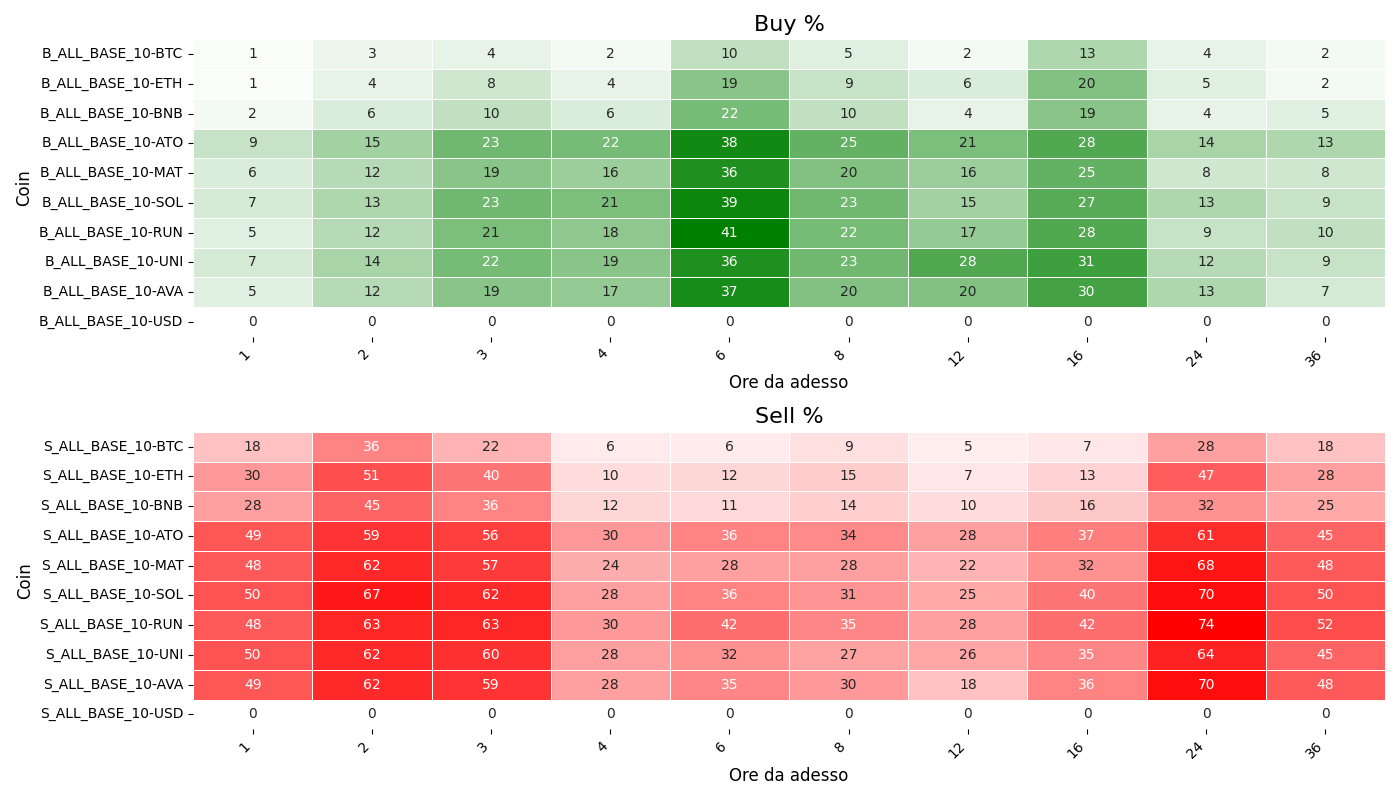 Buy %
Coin
B_ALL_BASE_10-BTC 1 3 4 2 10 5 2 13 4 2
B_ALL_BASE_10-ETH 1 4 8 4 19 9 6 20 5 2
B_ALL_BASE_10-BNB 2 6 10 6 22 10 4 19 4 5
B_ALL_BASE_10-ATO 9 15 23 22 38 25 21 28 14 13
B_ALL_BASE_10-MAT 6 12 19 16 36 20 16 25 8 8
B_ALL_BASE_10-SOL 7 13 23 21 39 23 15 27 13 9
B_ALL_BASE_10-RUN 5 12 21 18 41 22 17 28 9 10
B_ALL_BASE_10-UNI 7 14 22 19 36 23 28 31 12 9
B_ALL_BASE_10-AVA 5 12 19 17 37 20 20 30 13 7
B_ALL_BASE_10-USD 0 0 0 0 0 0 0 0 0 0
1 2 3 4 6 8 12 16 24 36
Ore da adesso
Sell %
Coin
S_ALL_BASE_10-BTC 18 36 22 6 6 9 5 7 28 18
S_ALL_BASE_10-ETH 30 51 40 10 12 15 7 13 47 28
S_ALL_BASE_10-BNB 28 45 36 12 11 14 10 16 32 25
S_ALL_BASE_10-ATO 49 59 56 30 36 34 28 37 61 45
S_ALL_BASE_10-MAT 48 62 57 24 28 28 22 32 68 48
S_ALL_BASE_10-SOL 50 67 62 28 36 31 25 40 70 50
S_ALL_BASE_10-RUN 48 63 63 30 42 35 28 42 74 52
S_ALL_BASE_10-UNI 50 62 60 28 32 27 26 35 64 45
S_ALL_BASE_10-AVA 49 62 59 28 35 30 18 36 70 48
S_ALL_BASE_10-USD 0 0 0 0 0 0 0 0 0 0
1 2 3 4 6 8 12 16 24 36
Ore da adesso